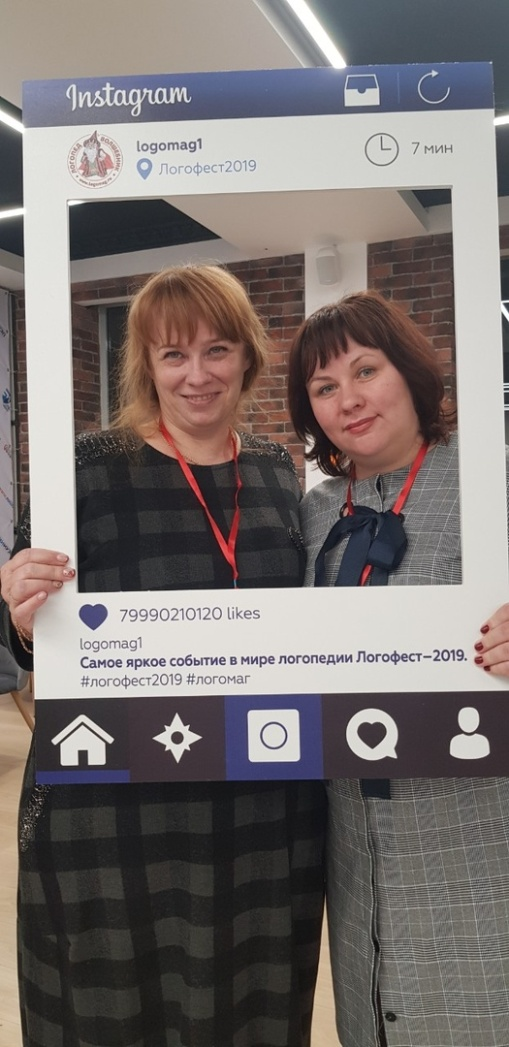 Instagram
logomag1
Логофест2019
7 мин
79990210120 likes
logomag1
Самое яркое событие в мире логопедии Логофест–2019.
#логофест2019 #логомаг